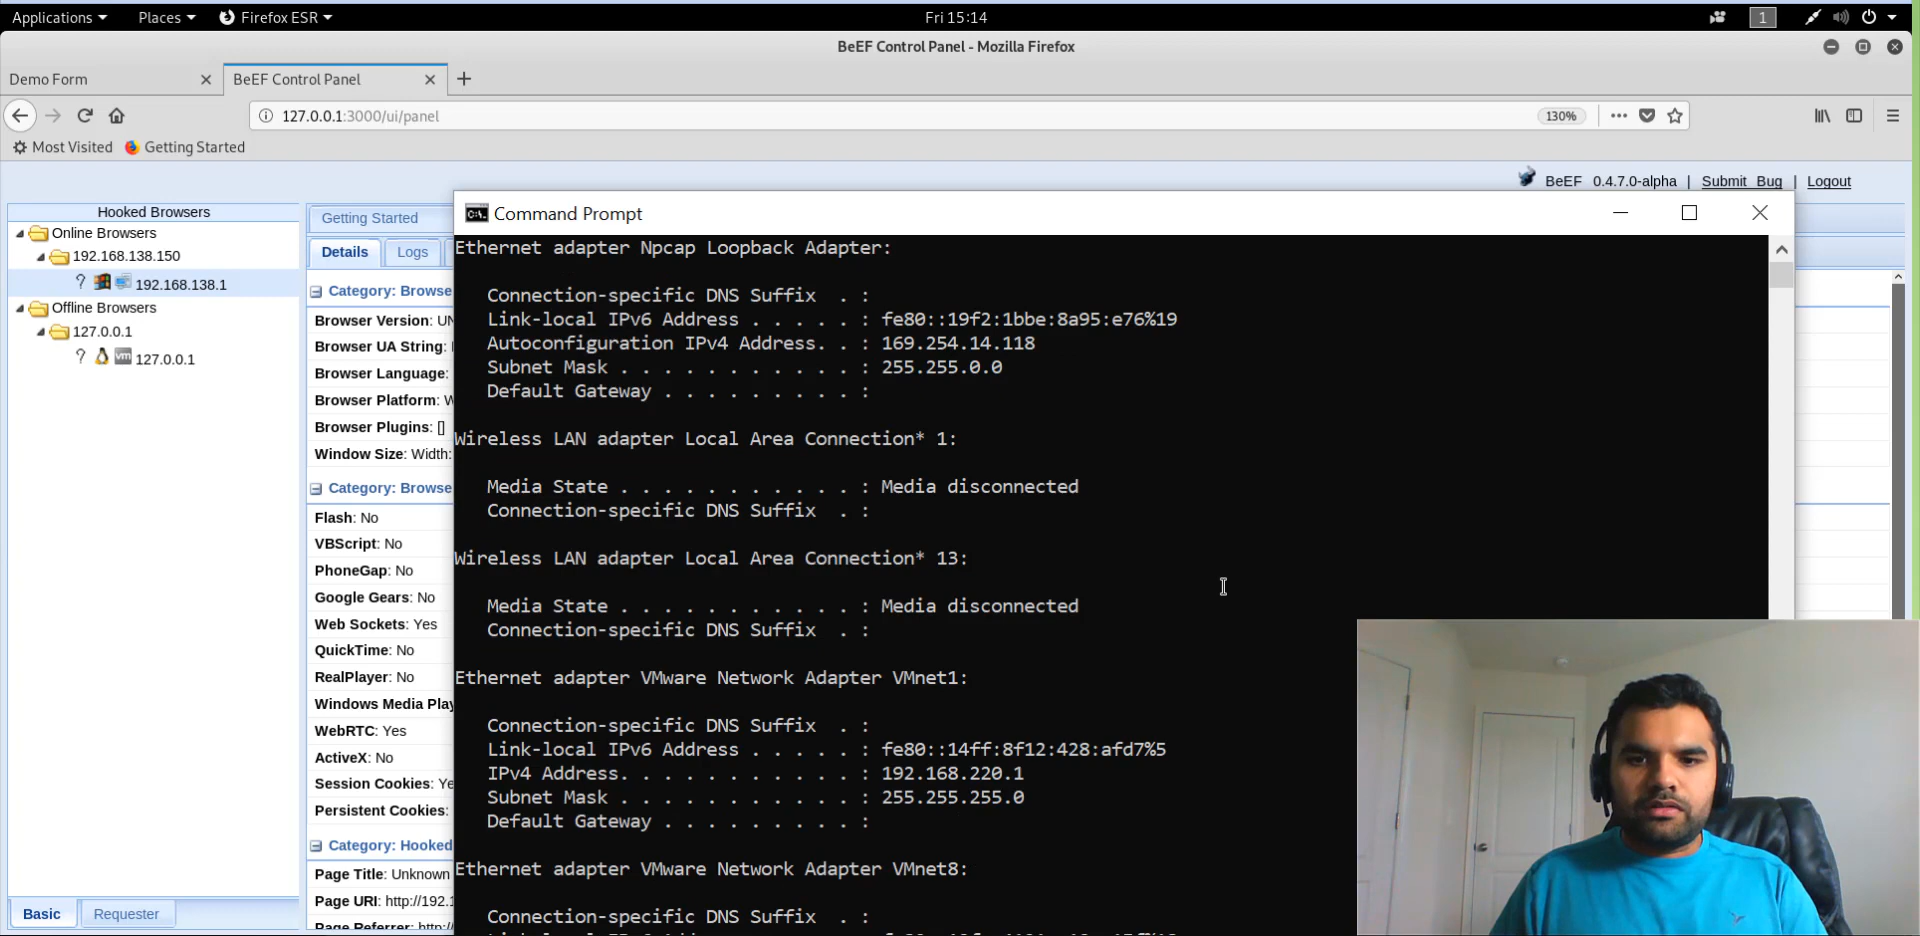 Applications Places Firefox ESR Fri 15:14 1
BeEF Control Panel - Mozilla Firefox
Demo Form BeEF Control Panel
127.0.0.1:3000/ui/panel 130%
Most Visited Getting Started
BeEF 0.4.7.0-alpha | Submit Bug | Logout
Hooked Browsers
Online Browsers
192.168.138.150
? 192.168.138.1
Offline Browsers
127.0.0.1
? vm 127.0.0.1
Basic Requester
Getting Started
Details Logs
Category: Browse
Browser Version: UN
Browser UA String:
Browser Language:
Browser Platform: W
Browser Plugins: []
Window Size: Width:
Category: Browse
Flash: No
VBScript: No
PhoneGap: No
Google Gears: No
Web Sockets: Yes
QuickTime: No
RealPlayer: No
Windows Media Play
WebRTC: Yes
ActiveX: No
Session Cookies: Ye
Persistent Cookies:
Category: Hooked
Page Title: Unknown
Page URI: http://192.1
Page Referrer: http:/
C:\. Command Prompt
Ethernet adapter Npcap Loopback Adapter:
Connection-specific DNS Suffix . :
Link-local IPv6 Address . . . . . : fe80::19f2:1bbe:8a95:e76%19
Autoconfiguration IPv4 Address. . : 169.254.14.118
Subnet Mask . . . . . . . . . . . : 255.255.0.0
Default Gateway . . . . . . . . . :
Wireless LAN adapter Local Area Connection* 1:
Media State . . . . . . . . . . . : Media disconnected
Connection-specific DNS Suffix . :
Wireless LAN adapter Local Area Connection* 13:
Media State . . . . . . . . . . . : Media disconnected
Connection-specific DNS Suffix . :
Ethernet adapter VMware Network Adapter VMnet1:
Connection-specific DNS Suffix . :
Link-local IPv6 Address . . . . . : fe80::14ff:8f12:428:afd7%5
IPv4 Address. . . . . . . . . . . : 192.168.220.1
Subnet Mask . . . . . . . . . . . : 255.255.255.0
Default Gateway . . . . . . . . . :
Ethernet adapter VMware Network Adapter VMnet8:
Connection-specific DNS Suffix . :